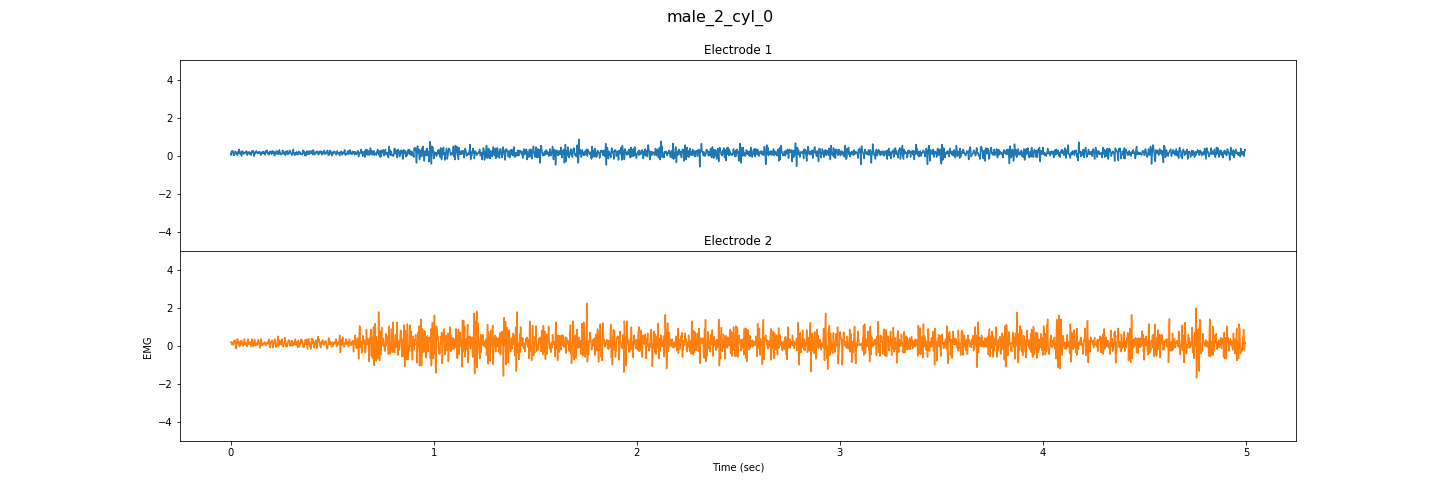 male_2_cyl_0
Electrode 1
4
2
0
−2
−4
Electrode 2
4
2
0
−2
−4
EMG
0 1 2 3 4 5
Time (sec)